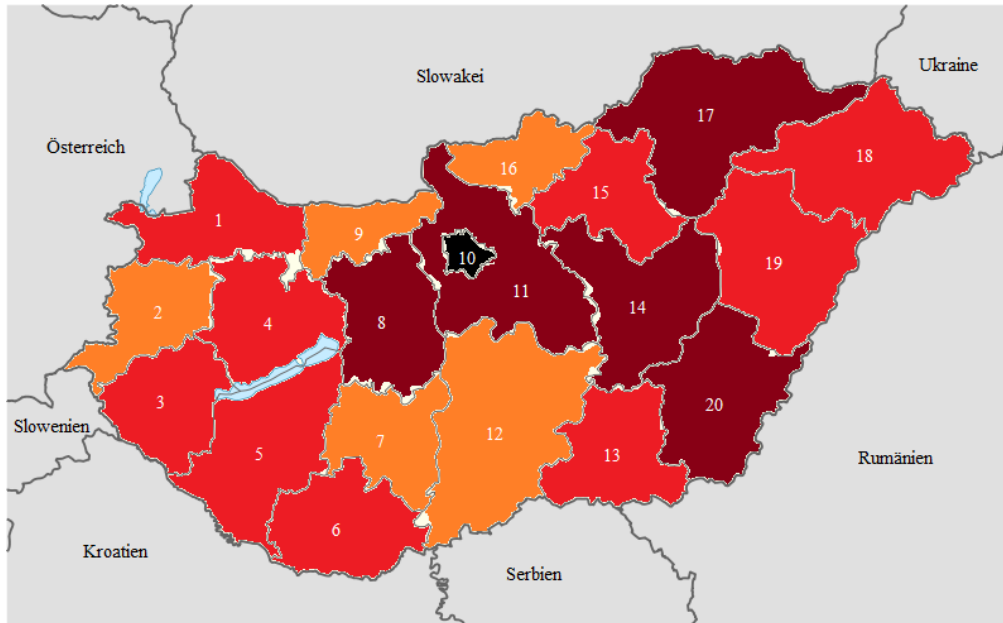 Slowakei
Ukraine
Österreich
17
16
18
15
1
9
10
19
11
2
14
4
8
3
20
Slowenien
12
7
5
13
Rumänien
6
Kroatien
Serbien